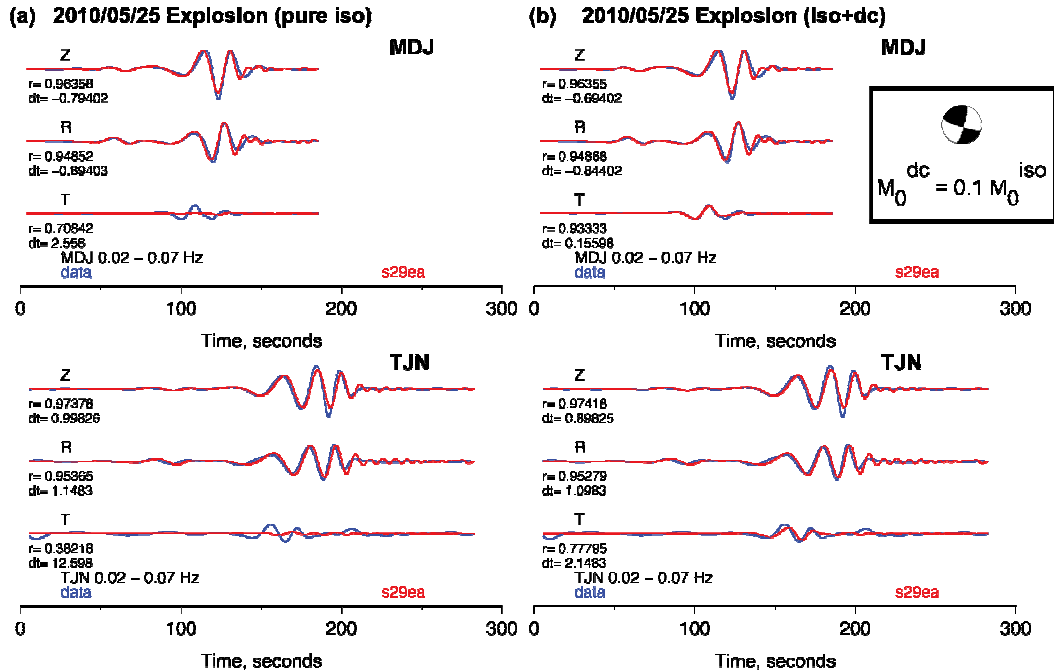 (a) 2010/05/25 Explosion (pure iso)
MDJ
Z
r= 0.96358
dt= −0.79402
R
r= 0.94852
dt= −0.89403
T
r= 0.70842
dt= 2.556
MDJ 0.02 − 0.07 Hz
data
s29ea
0 100 200 300
Time, seconds
TJN
Z
r= 0.97378
dt= 0.99826
R
r= 0.95365
dt= 1.1483
T
r= 0.38218
dt= 12.598
TJN 0.02 − 0.07 Hz
data
s29ea
0 100 200 300
Time, seconds
(b) 2010/05/25 Explosion (iso+dc)
MDJ
Z
r= 0.96355
dt= −0.69402
R
r= 0.94868
dt= −0.84402
T
r= 0.93333
dt= 0.15598
MDJ 0.02 − 0.07 Hz
data
s29ea
M0 dc = 0.1 M0 iso
0 100 200 300
Time, seconds
TJN
Z
r= 0.97418
dt= 0.89825
R
r= 0.95279
dt= 1.0983
T
r= 0.77795
dt= 2.1483
TJN 0.02 − 0.07 Hz
data
s29ea
0 100 200 300
Time, seconds